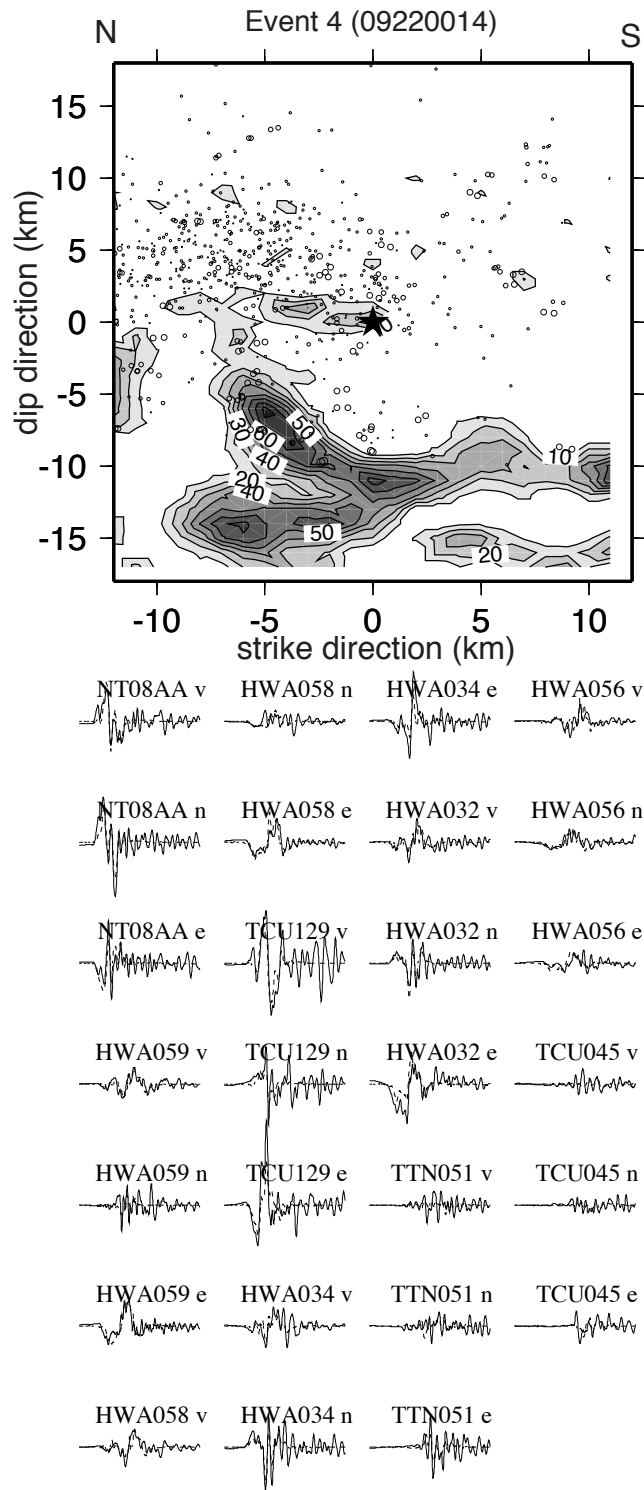 Event 4 (09220014)
N
S
dip direction (km)
15
10
5
0
-5
-10
-15
0
50
30
60
40
10
20
40
50
20
-10
-5
0
5
10
strike direction (km)
NT08AA v
HWA058 n
HWA034 e
HWA056 v
NT08AA n
HWA058 e
HWA032 v
HWA056 n
NT08AA e
TCU129 v
HWA032 n
HWA056 e
HWA059 v
TCU129 n
HWA032 e
TCU045 v
HWA059 n
TCU129 e
TTN051 v
TCU045 n
HWA059 e
HWA034 v
TTN051 n
TCU045 e
HWA058 v
HWA034 n
TTN051 e